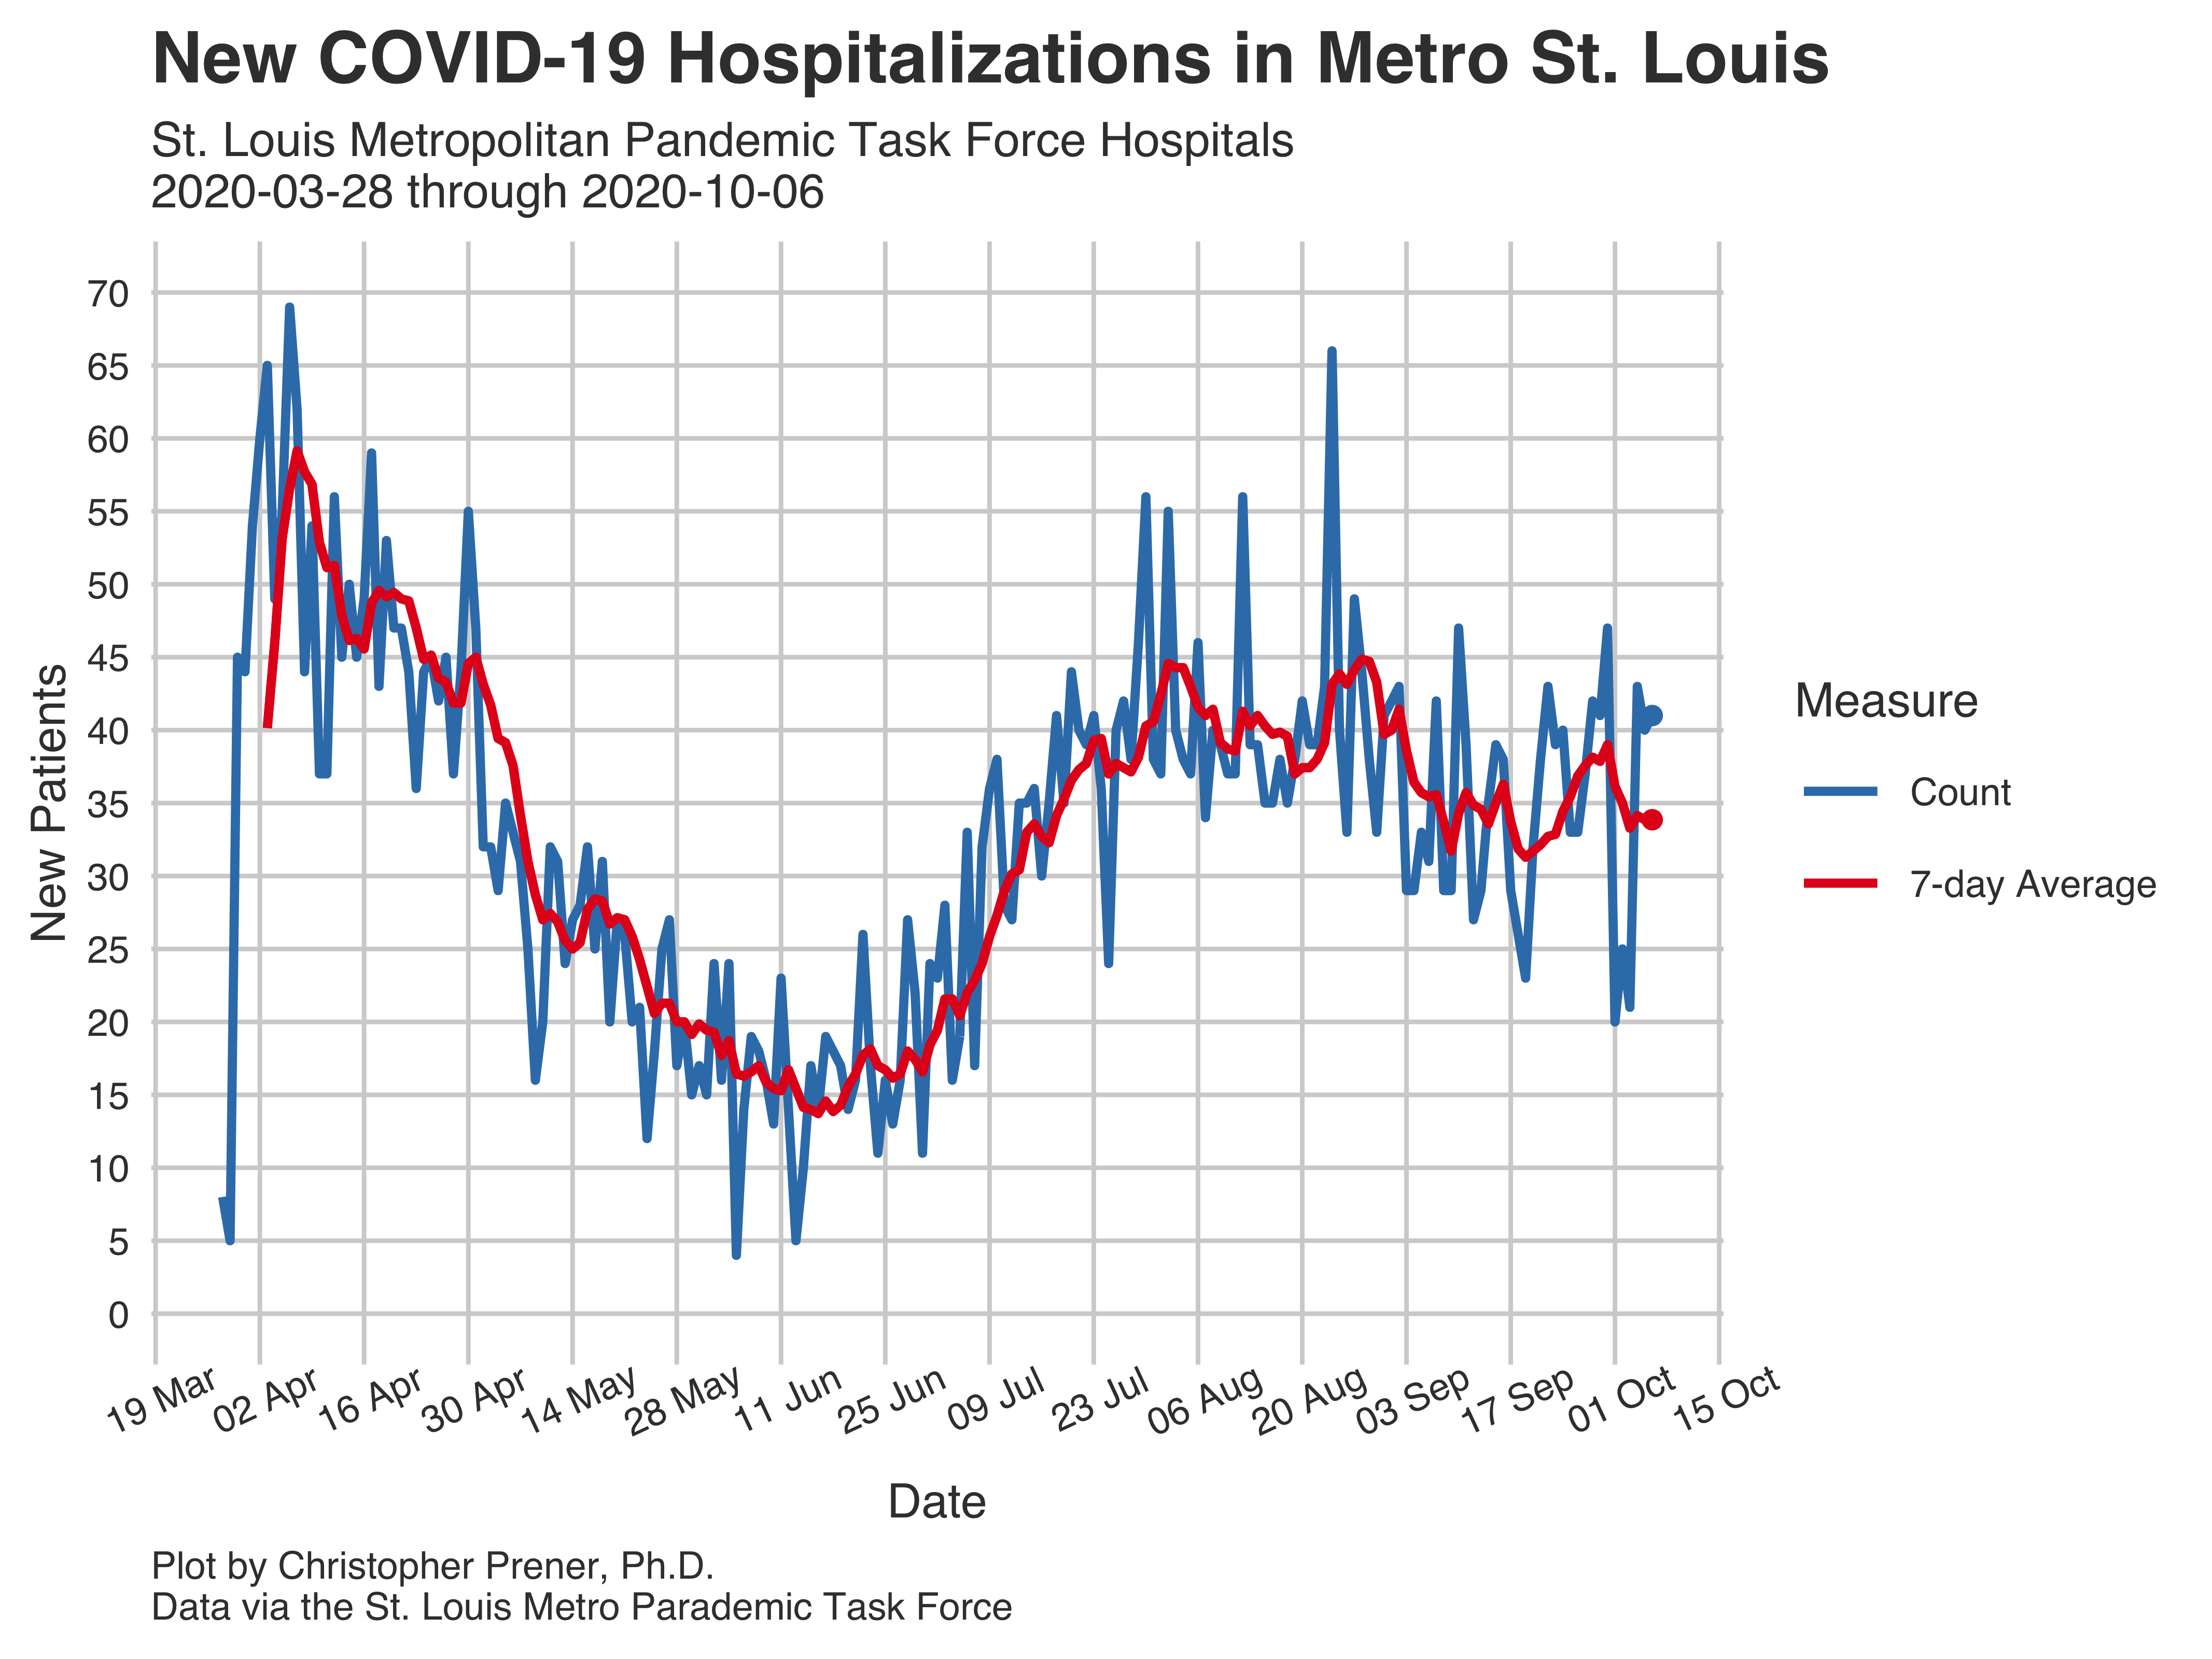 New COVID-19 Hospitalizations in Metro St. Louis
St. Louis Metropolitan Pandemic Task Force Hospitals
2020-03-28 through 2020-10-06
70
65
60
55
50
45
40
35
30
25
20
15
10
5
0
New Patients
19 Mar
02 Apr
16 Apr
30 Apr
14 May
28 May
11 Jun
25 Jun
09 Jul
23 Jul
06 Aug
20 Aug
03 Sep
17 Sep
01 Oct
15 Oct
Date
Measure
Count
7-day Average
Plot by Christopher Prener, Ph.D.
Data via the St. Louis Metro Parademic Task Force